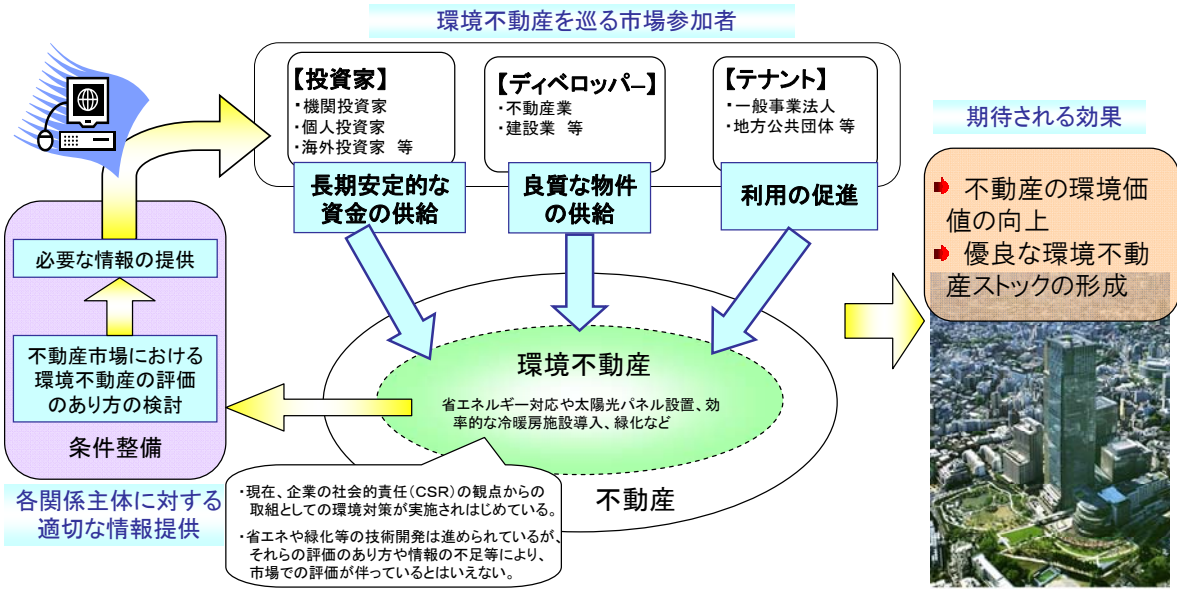 環境不動産を巡る市場参加者
【投資家】
・機関投資家
・個人投資家
・海外投資家 等
【ディベロッパー】
・不動産業
・建設業 等
【テナント】
・一般事業法人
・地方公共団体 等
長期安定的な
資金の供給
良質な物件
の供給
利用の促進
期待される効果
不動産の環境価
値の向上
優良な環境不動
産ストックの形成
必要な情報の提供
不動産市場における
環境不動産の評価
のあり方の検討
条件整備
各関係主体に対する
適切な情報提供
環境不動産
省エネルギー対応や太陽光パネル設置、効
率的な冷暖房施設導入、緑化など
不動産
・現在、企業の社会的責任(CSR)の観点からの
取組としての環境対策が実施されはじめている。
・省エネや緑化等の技術開発は進められているが、
それらの評価のあり方や情報の不足等により、
市場での評価が伴っているとはいえない。